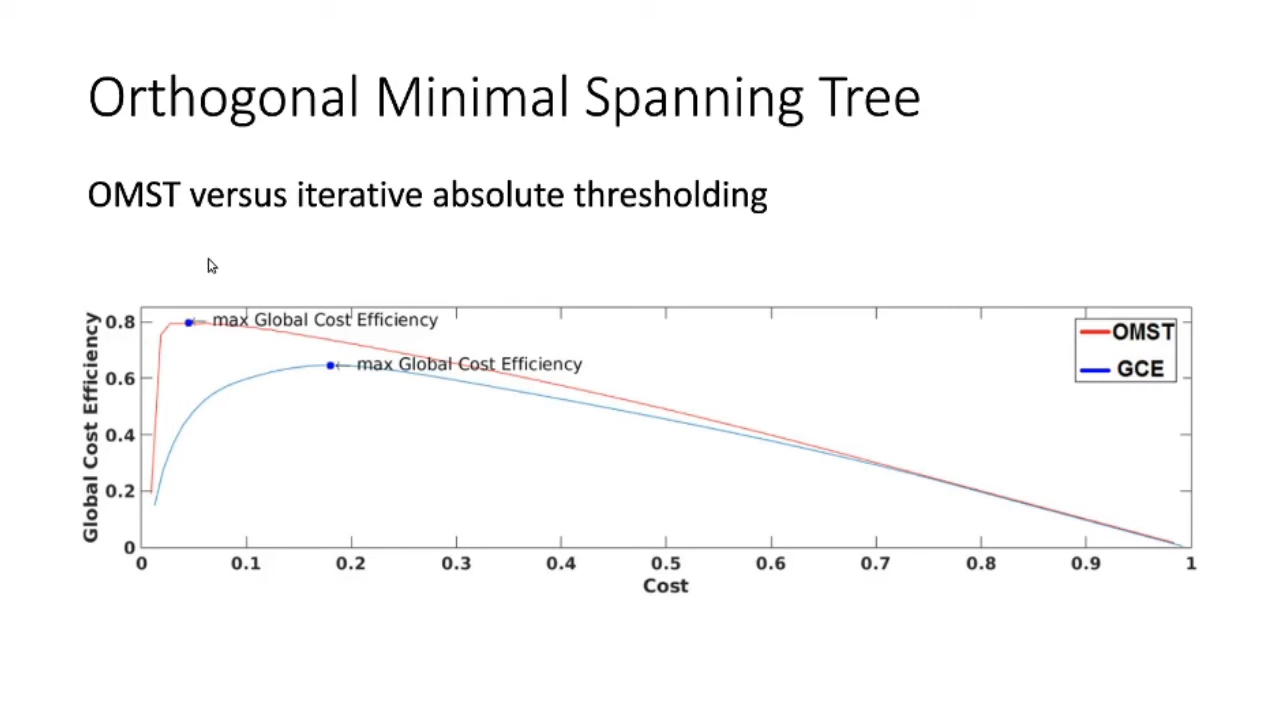 Orthogonal Minimal Spanning Tree
OMST versus iterative absolute thresholding
Global Cost Efficiency
0.8
0.6
0.4
0.2
0
max Global Cost Efficiency
max Global Cost Efficiency
OMST
GCE
0 0.1 0.2 0.3 0.4 0.5 0.6 0.7 0.8 0.9 1
Cost